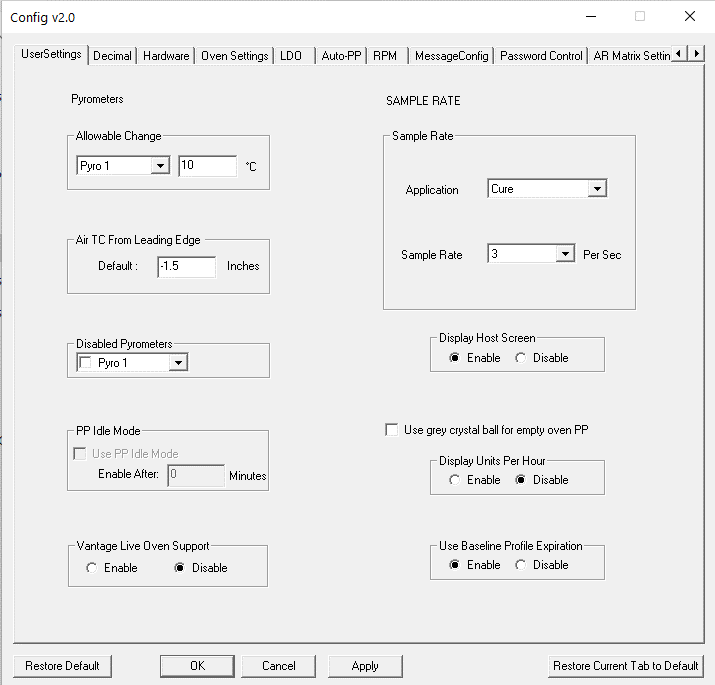 Config v2.0
UserSettings Decimal Hardware Oven Settings LDO Auto-PP RPM MessageConfig Password Control AR Matrix Settin
Pyrometers
Allowable Change
Pyro 1 10 °C
Air TC From Leading Edge
Default : -1.5 Inches
Disabled Pyrometers
Pyro 1
PP Idle Mode
Use PP Idle Mode
Enable After: 0 Minutes
Vantage Live Oven Support
Enable Disable
SAMPLE RATE
Sample Rate
Application Cure
Sample Rate 3 Per Sec
Display Host Screen
Enable Disable
Use grey crystal ball for empty oven PP
Display Units Per Hour
Enable Disable
Use Baseline Profile Expiration
Enable Disable
Restore Default OK Cancel Apply Restore Current Tab to Default